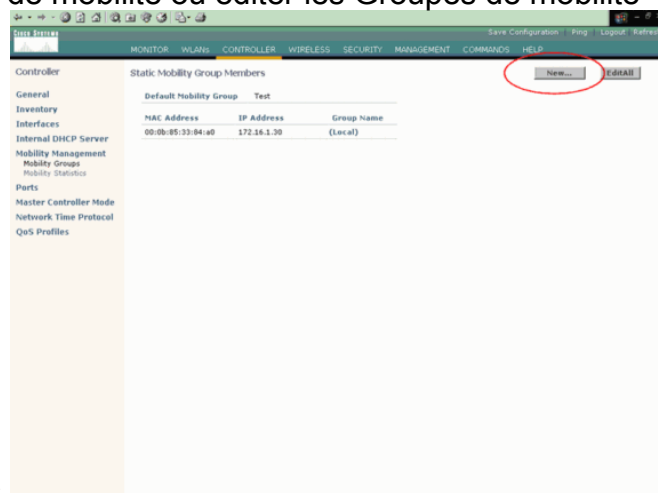 de mobilité ou éditer les Groupes de mobilité
CISCO SYSTEMS
Save Configuration Ping Logout Refresh
MONITOR WLANs CONTROLLER WIRELESS SECURITY MANAGEMENT COMMANDS HELP
Controller
General
Inventory
Interfaces
Internal DHCP Server
Mobility Management
Mobility Groups
Mobility Statistics
Ports
Master Controller Mode
Network Time Protocol
QoS Profiles
Static Mobility Group Members
New...
EditAll
Default Mobility Group Test
MAC Address IP Address Group Name
00:0b:85:33:84:a0 172.16.1.30 (Local)